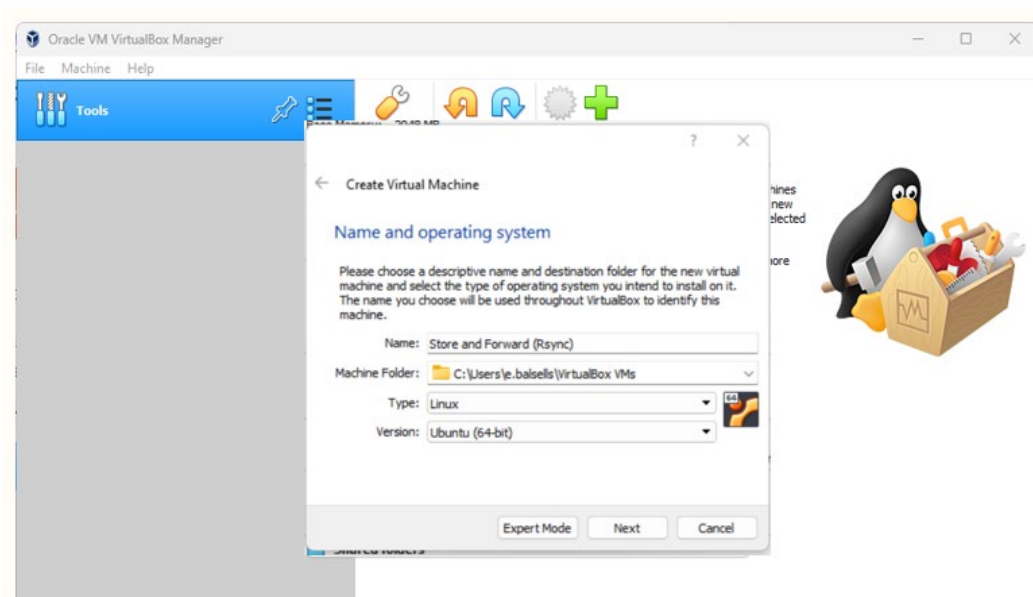 Oracle VM VirtualBox Manager
File Machine Help
Tools
2048 MB
Create Virtual Machine
hines
new
elected
ore
Name and operating system
Please choose a descriptive name and destination folder for the new virtual
machine and select the type of operating system you intend to install on it.
The name you choose will be used throughout VirtualBox to identify this
machine.
Name: Store and Forward (Rsync)
Machine Folder: C:\Users\e.balsells\VirtualBox VMs
Type: Linux
64
Version: Ubuntu (64-bit)
Expert Mode Next Cancel
Shared folders